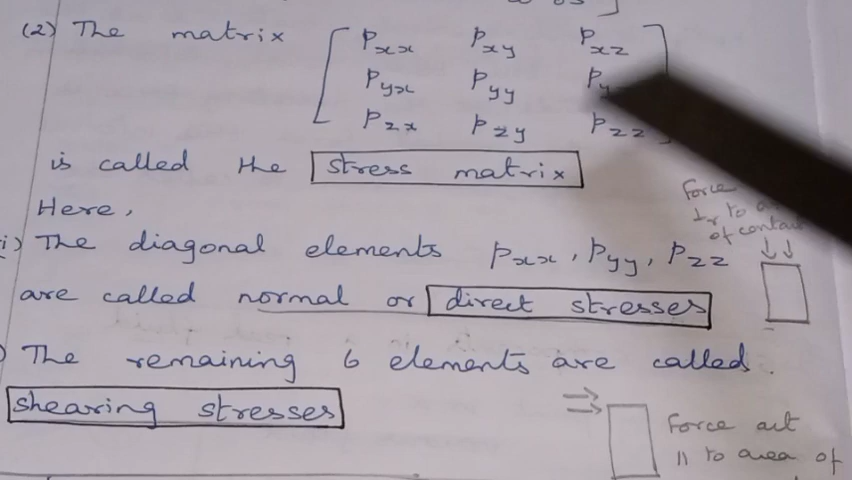 (2) The matrix [ Pxx Pxy Pxz
Pyx Pyy
Pzx Pzy Pzz ]
is called the stress matrix
Here,
(i) The diagonal elements Pxx, Pyy, Pzz
are called normal or direct stresses
Force
⊥r to
of contact
The remaining 6 elements are called.
shearing stresses
Force act
|| to area of